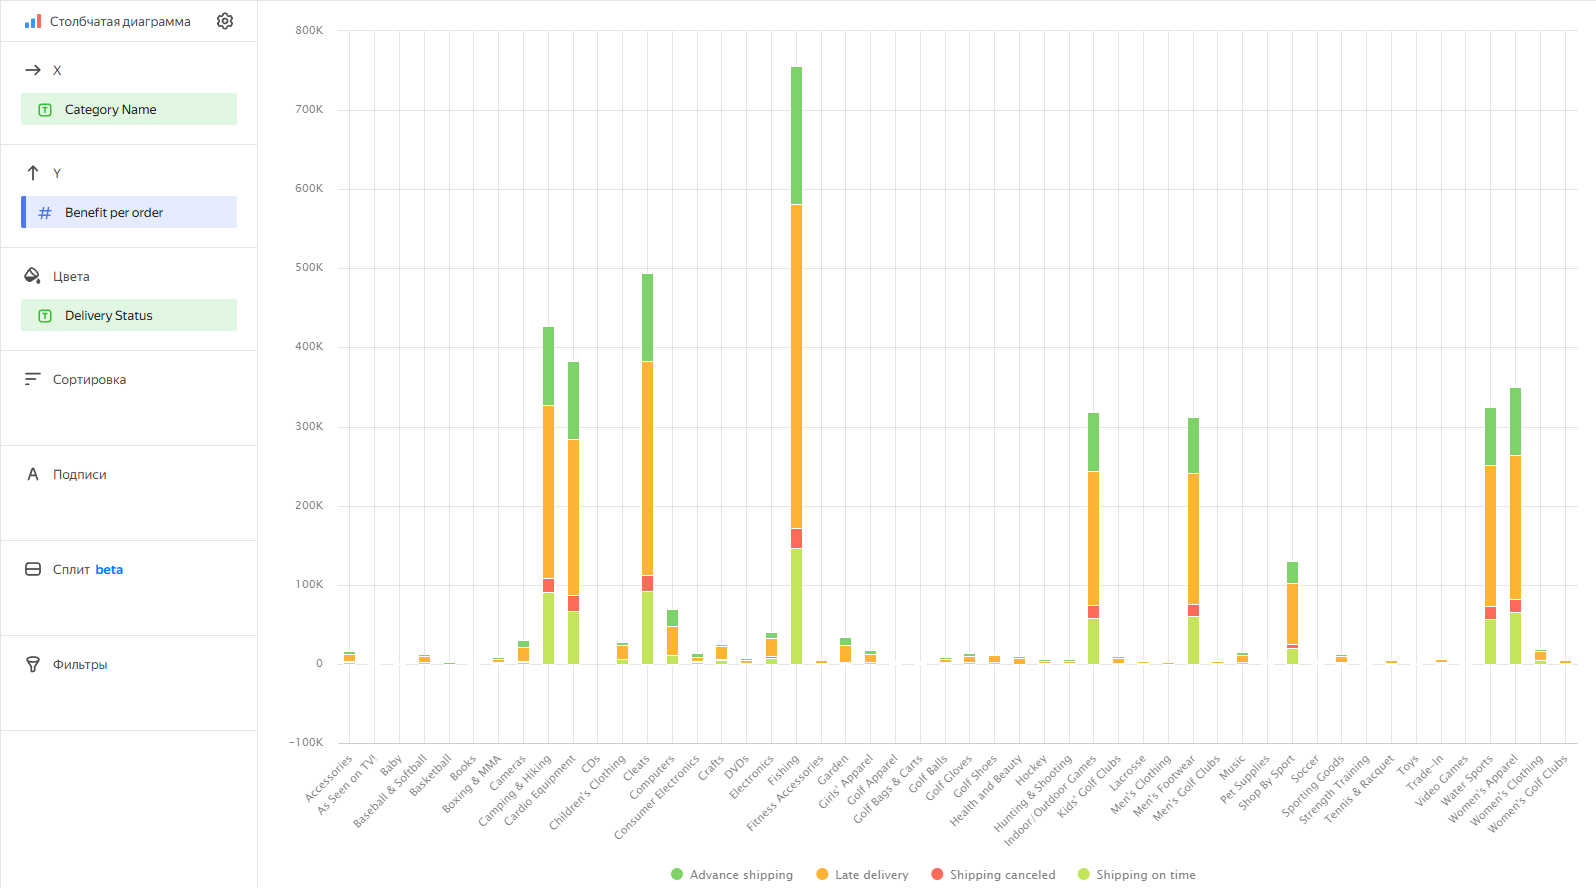 Столбчатая диаграмма
X
Category Name
Y
Benefit per order
Цвета
Delivery Status
Сортировка
Подписи
Сплит beta
Фильтры
800K
700K
600K
500K
400K
300K
200K
100K
0
-100K
Accessories
As Seen on TV!
Baby
Baseball & Softball
Basketball
Books
Boxing & MMA
Cameras
Camping & Hiking
Cardio Equipment
CDs
Children's Clothing
Cleats
Computers
Consumer Electronics
Crafts
DVDs
Electronics
Fishing
Fitness Accessories
Garden
Girls' Apparel
Golf Apparel
Golf Bags & Carts
Golf Balls
Golf Gloves
Golf Shoes
Health and Beauty
Hockey
Hunting & Shooting
Indoor/Outdoor Games
Kids' Golf Clubs
Lacrosse
Men's Clothing
Men's Footwear
Men's Golf Clubs
Music
Pet Supplies
Shop By Sport
Soccer
Sporting Goods
Strength Training
Tennis & Racquet
Toys
Trade-In
Video Games
Water Sports
Women's Apparel
Women's Clothing
Women's Golf Clubs
Advance shipping
Late delivery
Shipping canceled
Shipping on time